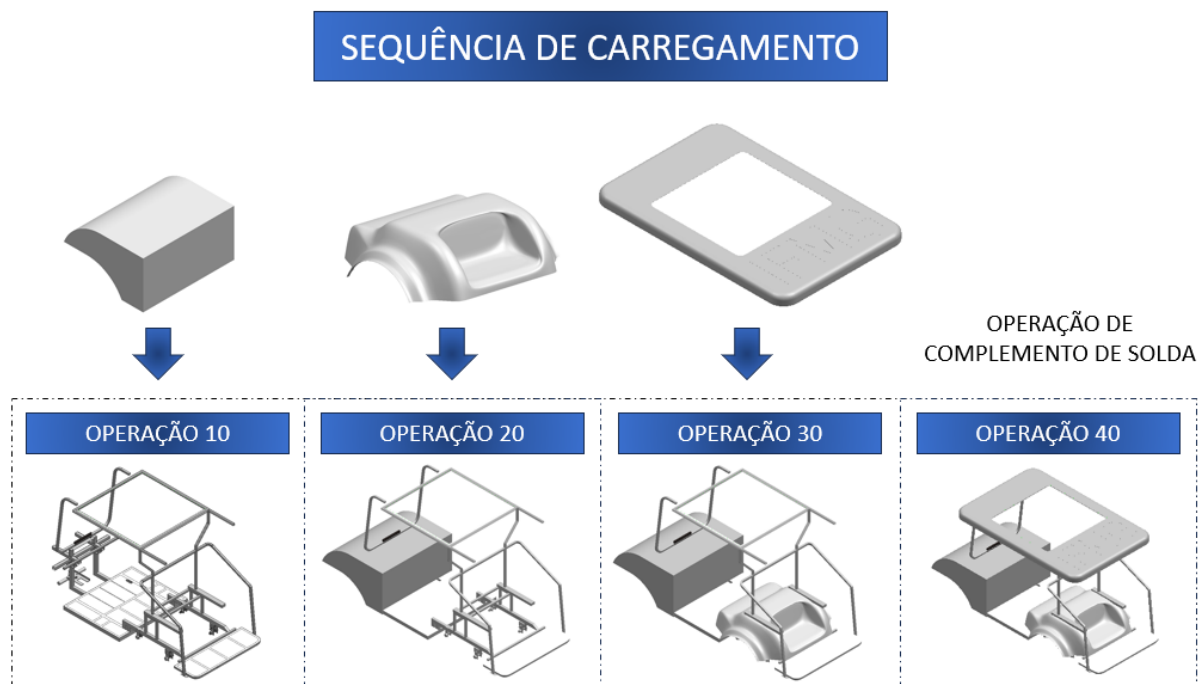 SEQUÊNCIA DE CARREGAMENTO
OPERAÇÃO DE
COMPLEMENTO DE SOLDA
OPERAÇÃO 10
OPERAÇÃO 20
OPERAÇÃO 30
OPERAÇÃO 40